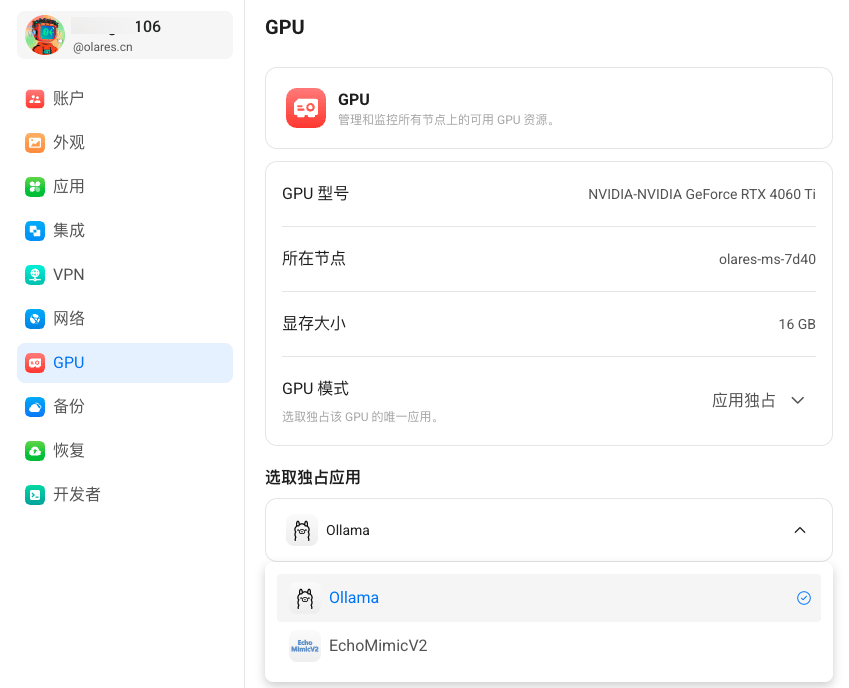 106
@olares.cn
账户
外观
应用
集成
VPN
网络
GPU
备份
恢复
开发者
GPU
GPU
管理和监控所有节点上的可用 GPU 资源。
GPU 型号
NVIDIA-NVIDIA GeForce RTX 4060 Ti
所在节点
olares-ms-7d40
显存大小
16 GB
GPU 模式
选取独占该 GPU 的唯一应用。
应用独占
选取独占应用
Ollama
Ollama
Echo
MimicV2
EchoMimicV2